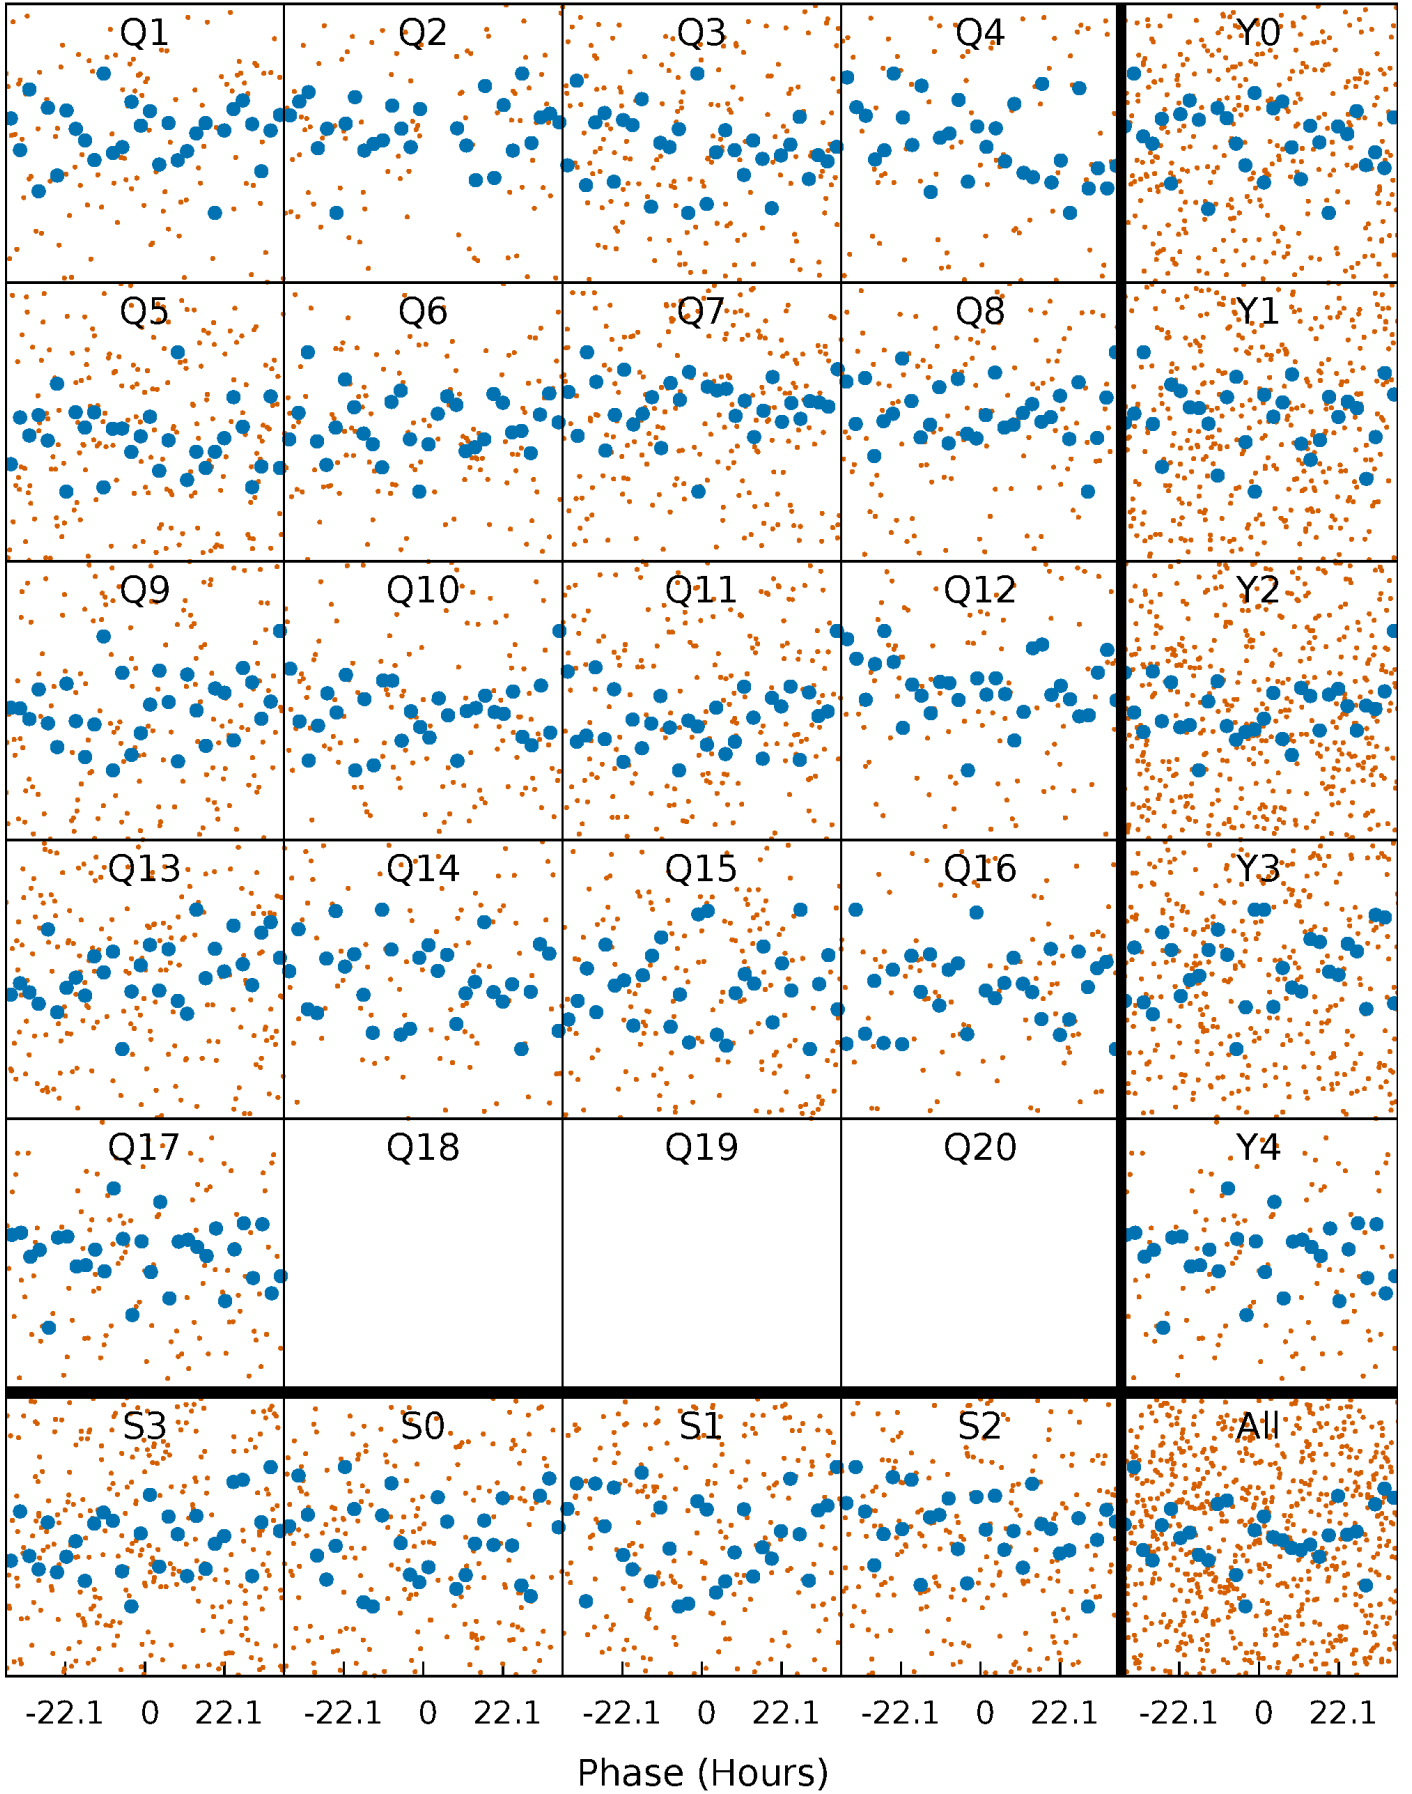 Q1 Q2 Q3 Q4 Y0
Q5 Q6 Q7 Q8 Y1
Q9 Q10 Q11 Q12 Y2
Q13 Q14 Q15 Q16 Y3
Q17 Q18 Q19 Q20 Y4
S3 S0 S1 S2 All
-22.1 0 22.1 -22.1 0 22.1 -22.1 0 22.1 -22.1 0 22.1 -22.1 0 22.1
Phase (Hours)